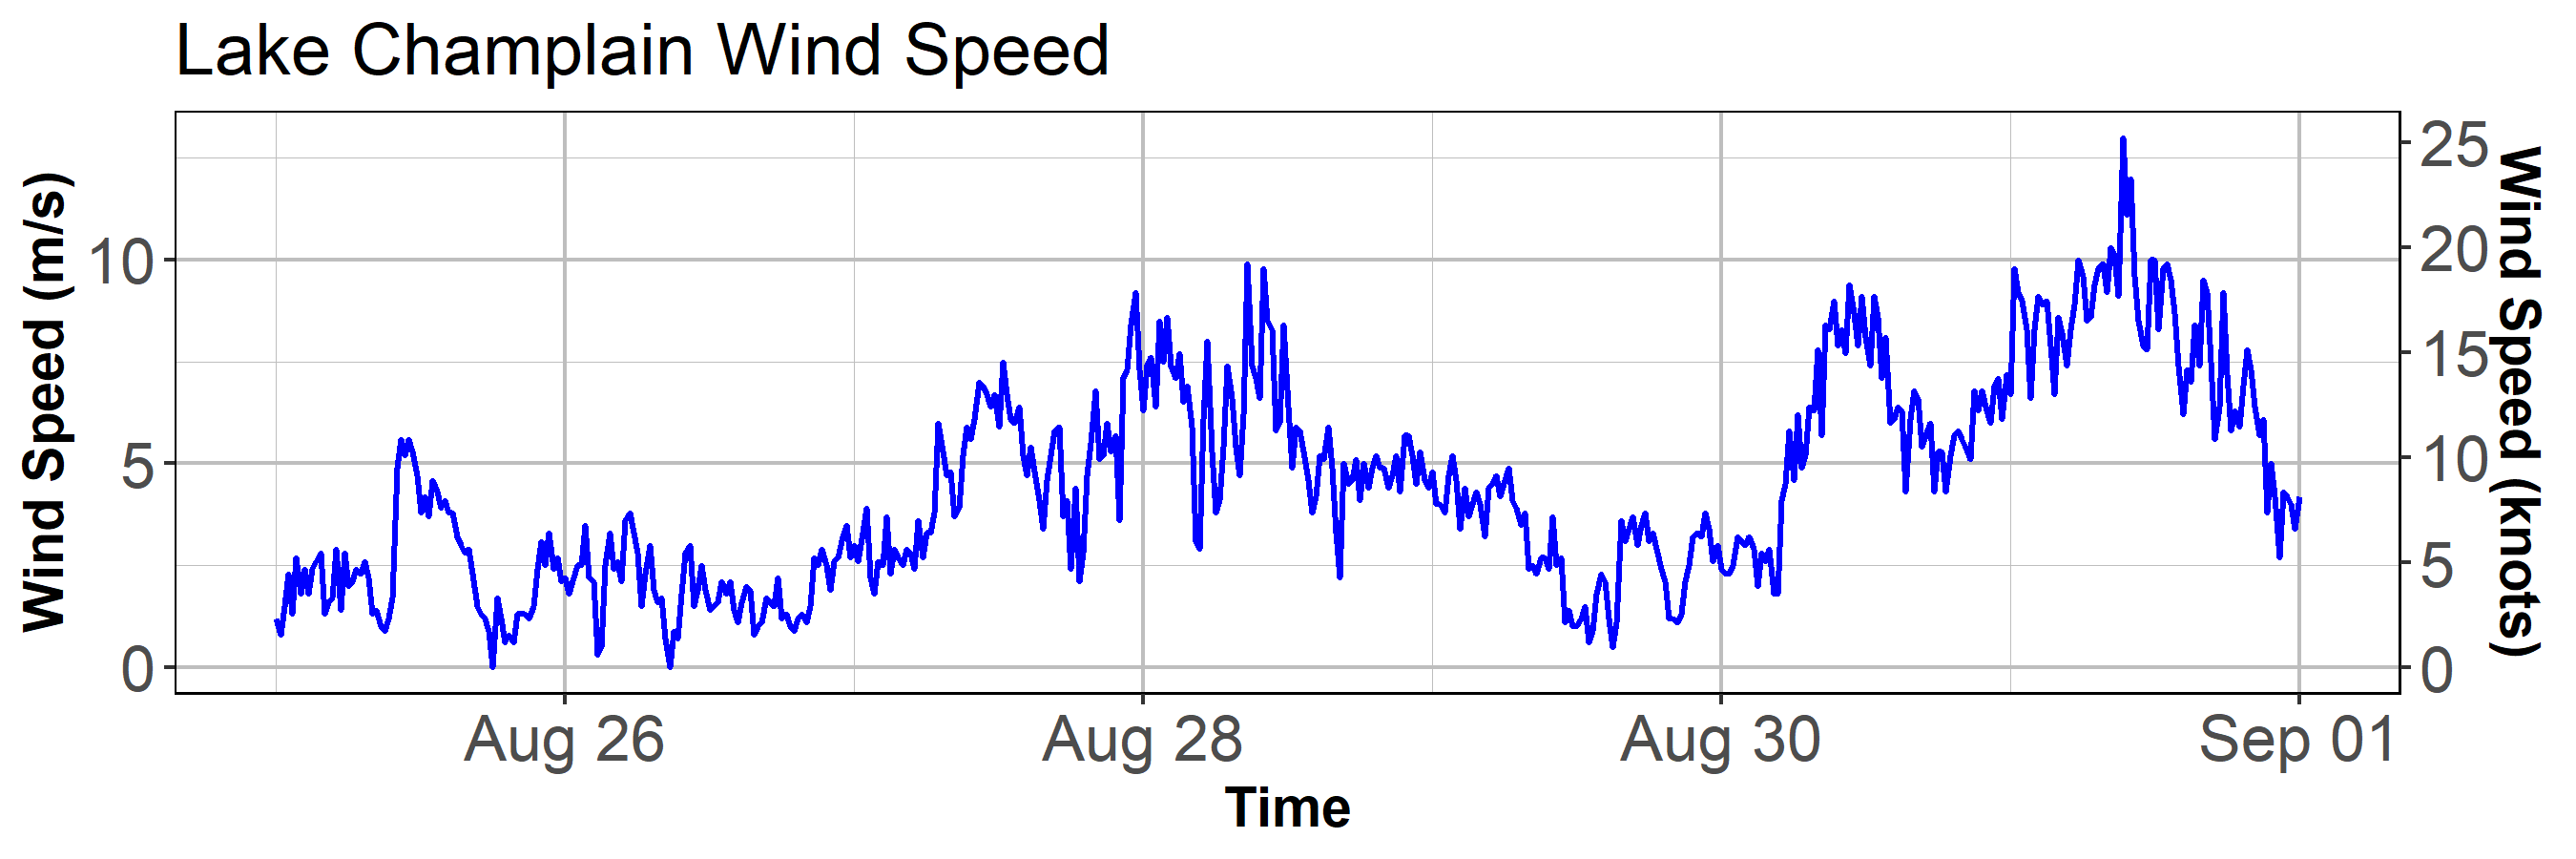 Lake Champlain Wind Speed
Wind Speed (m/s)
10
5
0
25
20
15
10
5
0
Wind Speed (knots)
Aug 26
Aug 28
Aug 30
Sep 01
Time